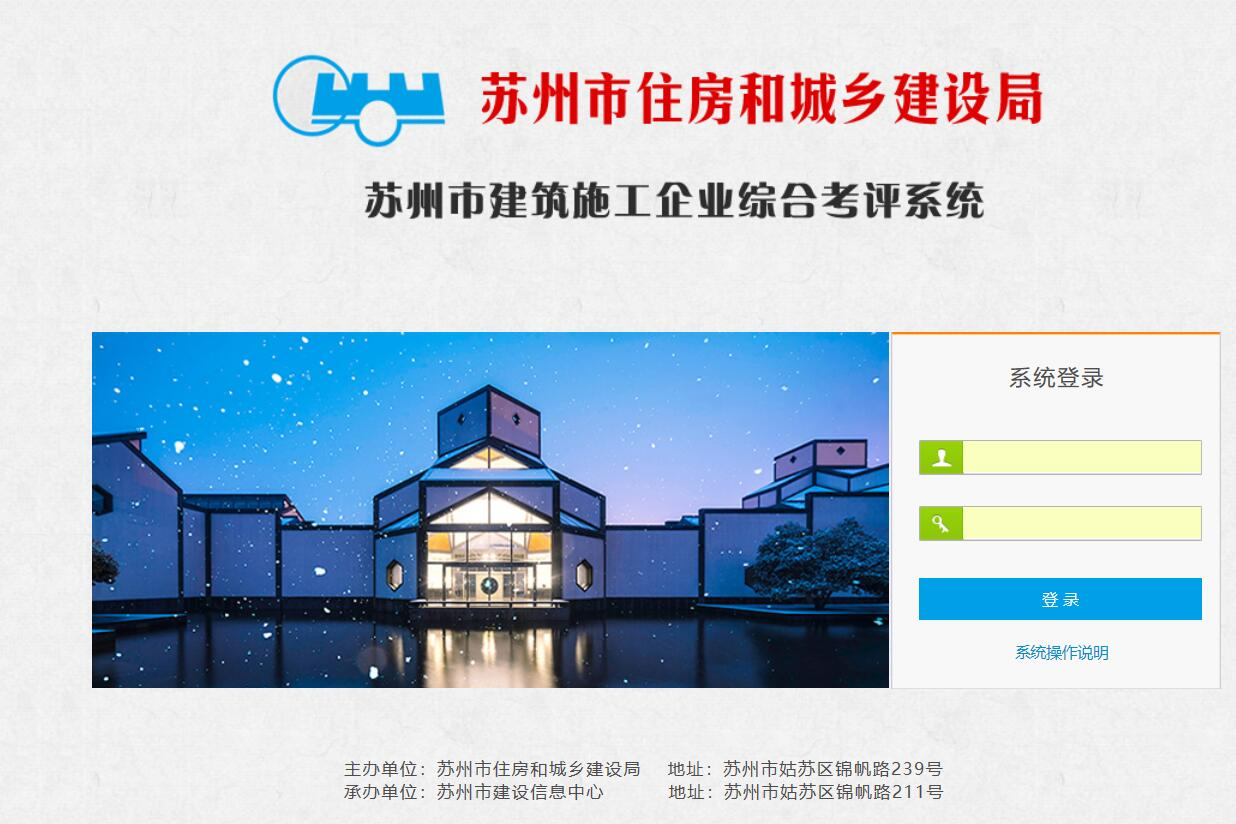 苏州市住房和城乡建设局
苏州市建筑施工企业综合考评系统
系统登录
登 录
系统操作说明
主办单位：苏州市住房和城乡建设局 地址：苏州市姑苏区锦帆路239号
承办单位：苏州市建设信息中心 地址：苏州市姑苏区锦帆路211号